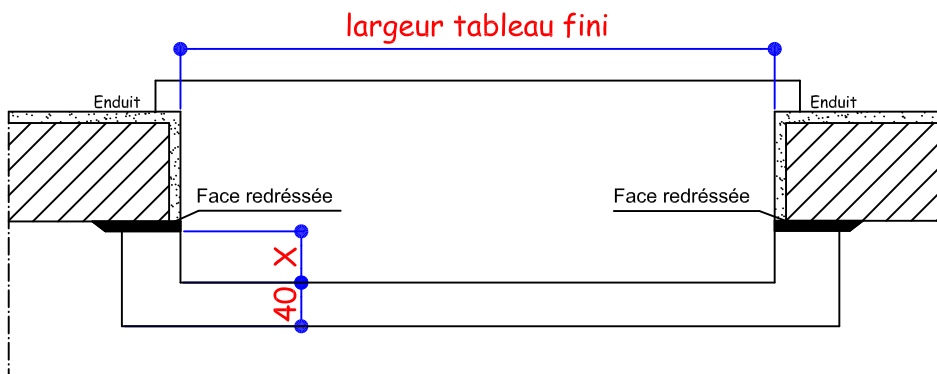 largeur tableau fini
Enduit
Enduit
Face redréssée
Face redréssée
X
40